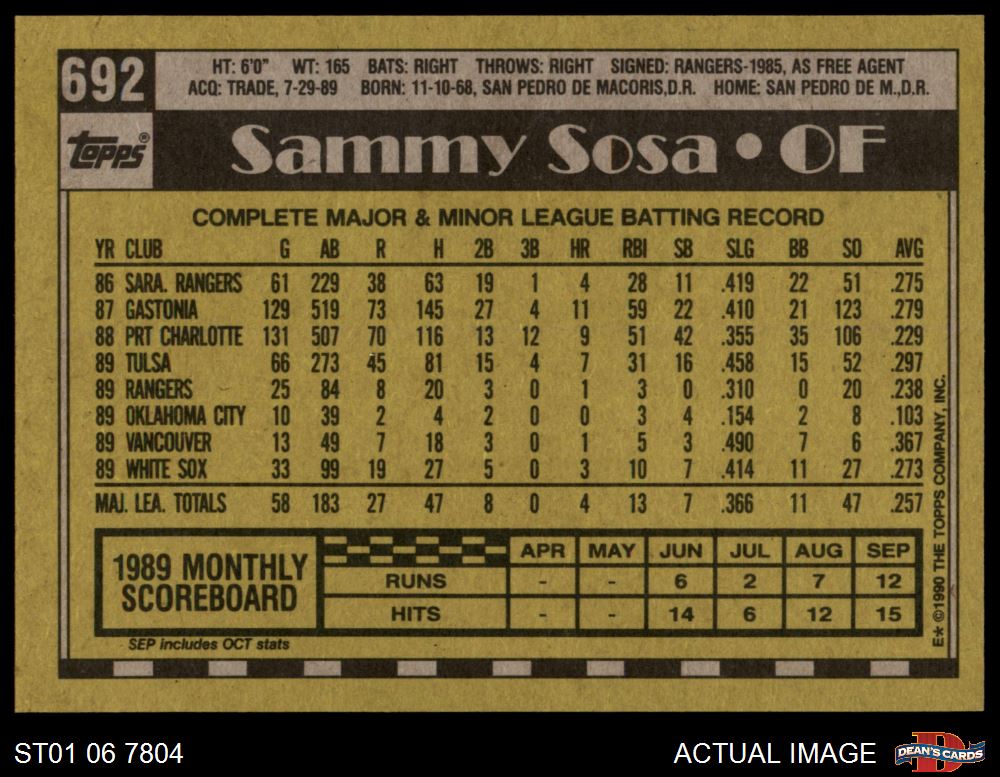 692
HT: 6'0" WT: 165 BATS: RIGHT THROWS: RIGHT SIGNED: RANGERS-1985, AS FREE AGENT
ACQ: TRADE, 7-29-89 BORN: 11-10-68, SAN PEDRO DE MACORIS,D.R. HOME: SAN PEDRO DE M.,D.R.
Topps®
Sammy Sosa • OF
COMPLETE MAJOR & MINOR LEAGUE BATTING RECORD
YR CLUB G AB R H 2B 3B HR RBI SB SLG BB SO AVG
86 SARA. RANGERS 61 229 38 63 19 1 4 28 11 .419 22 51 .275
87 GASTONIA 129 519 73 145 27 4 11 59 22 .410 21 123 .279
88 PRT CHARLOTTE 131 507 70 116 13 12 9 51 42 .355 35 106 .229
89 TULSA 66 273 45 81 15 4 7 31 16 .458 15 52 .297
89 RANGERS 25 84 8 20 3 0 1 3 0 .310 0 20 .238
89 OKLAHOMA CITY 10 39 2 4 2 0 0 3 4 .154 2 8 .103
89 VANCOUVER 13 49 7 18 3 0 1 5 3 .490 7 6 .367
89 WHITE SOX 33 99 19 27 5 0 3 10 7 .414 11 27 .273
MAJ. LEA. TOTALS 58 183 27 47 8 0 4 13 7 .366 11 47 .257
1989 MONTHLY
SCOREBOARD
APR MAY JUN JUL AUG SEP
RUNS - - 6 2 7 12
HITS - - 14 6 12 15
SEP includes OCT stats
E* ©1990 THE TOPPS COMPANY, INC.
ST01 06 7804
ACTUAL IMAGE
D
DEAN'S CARDS